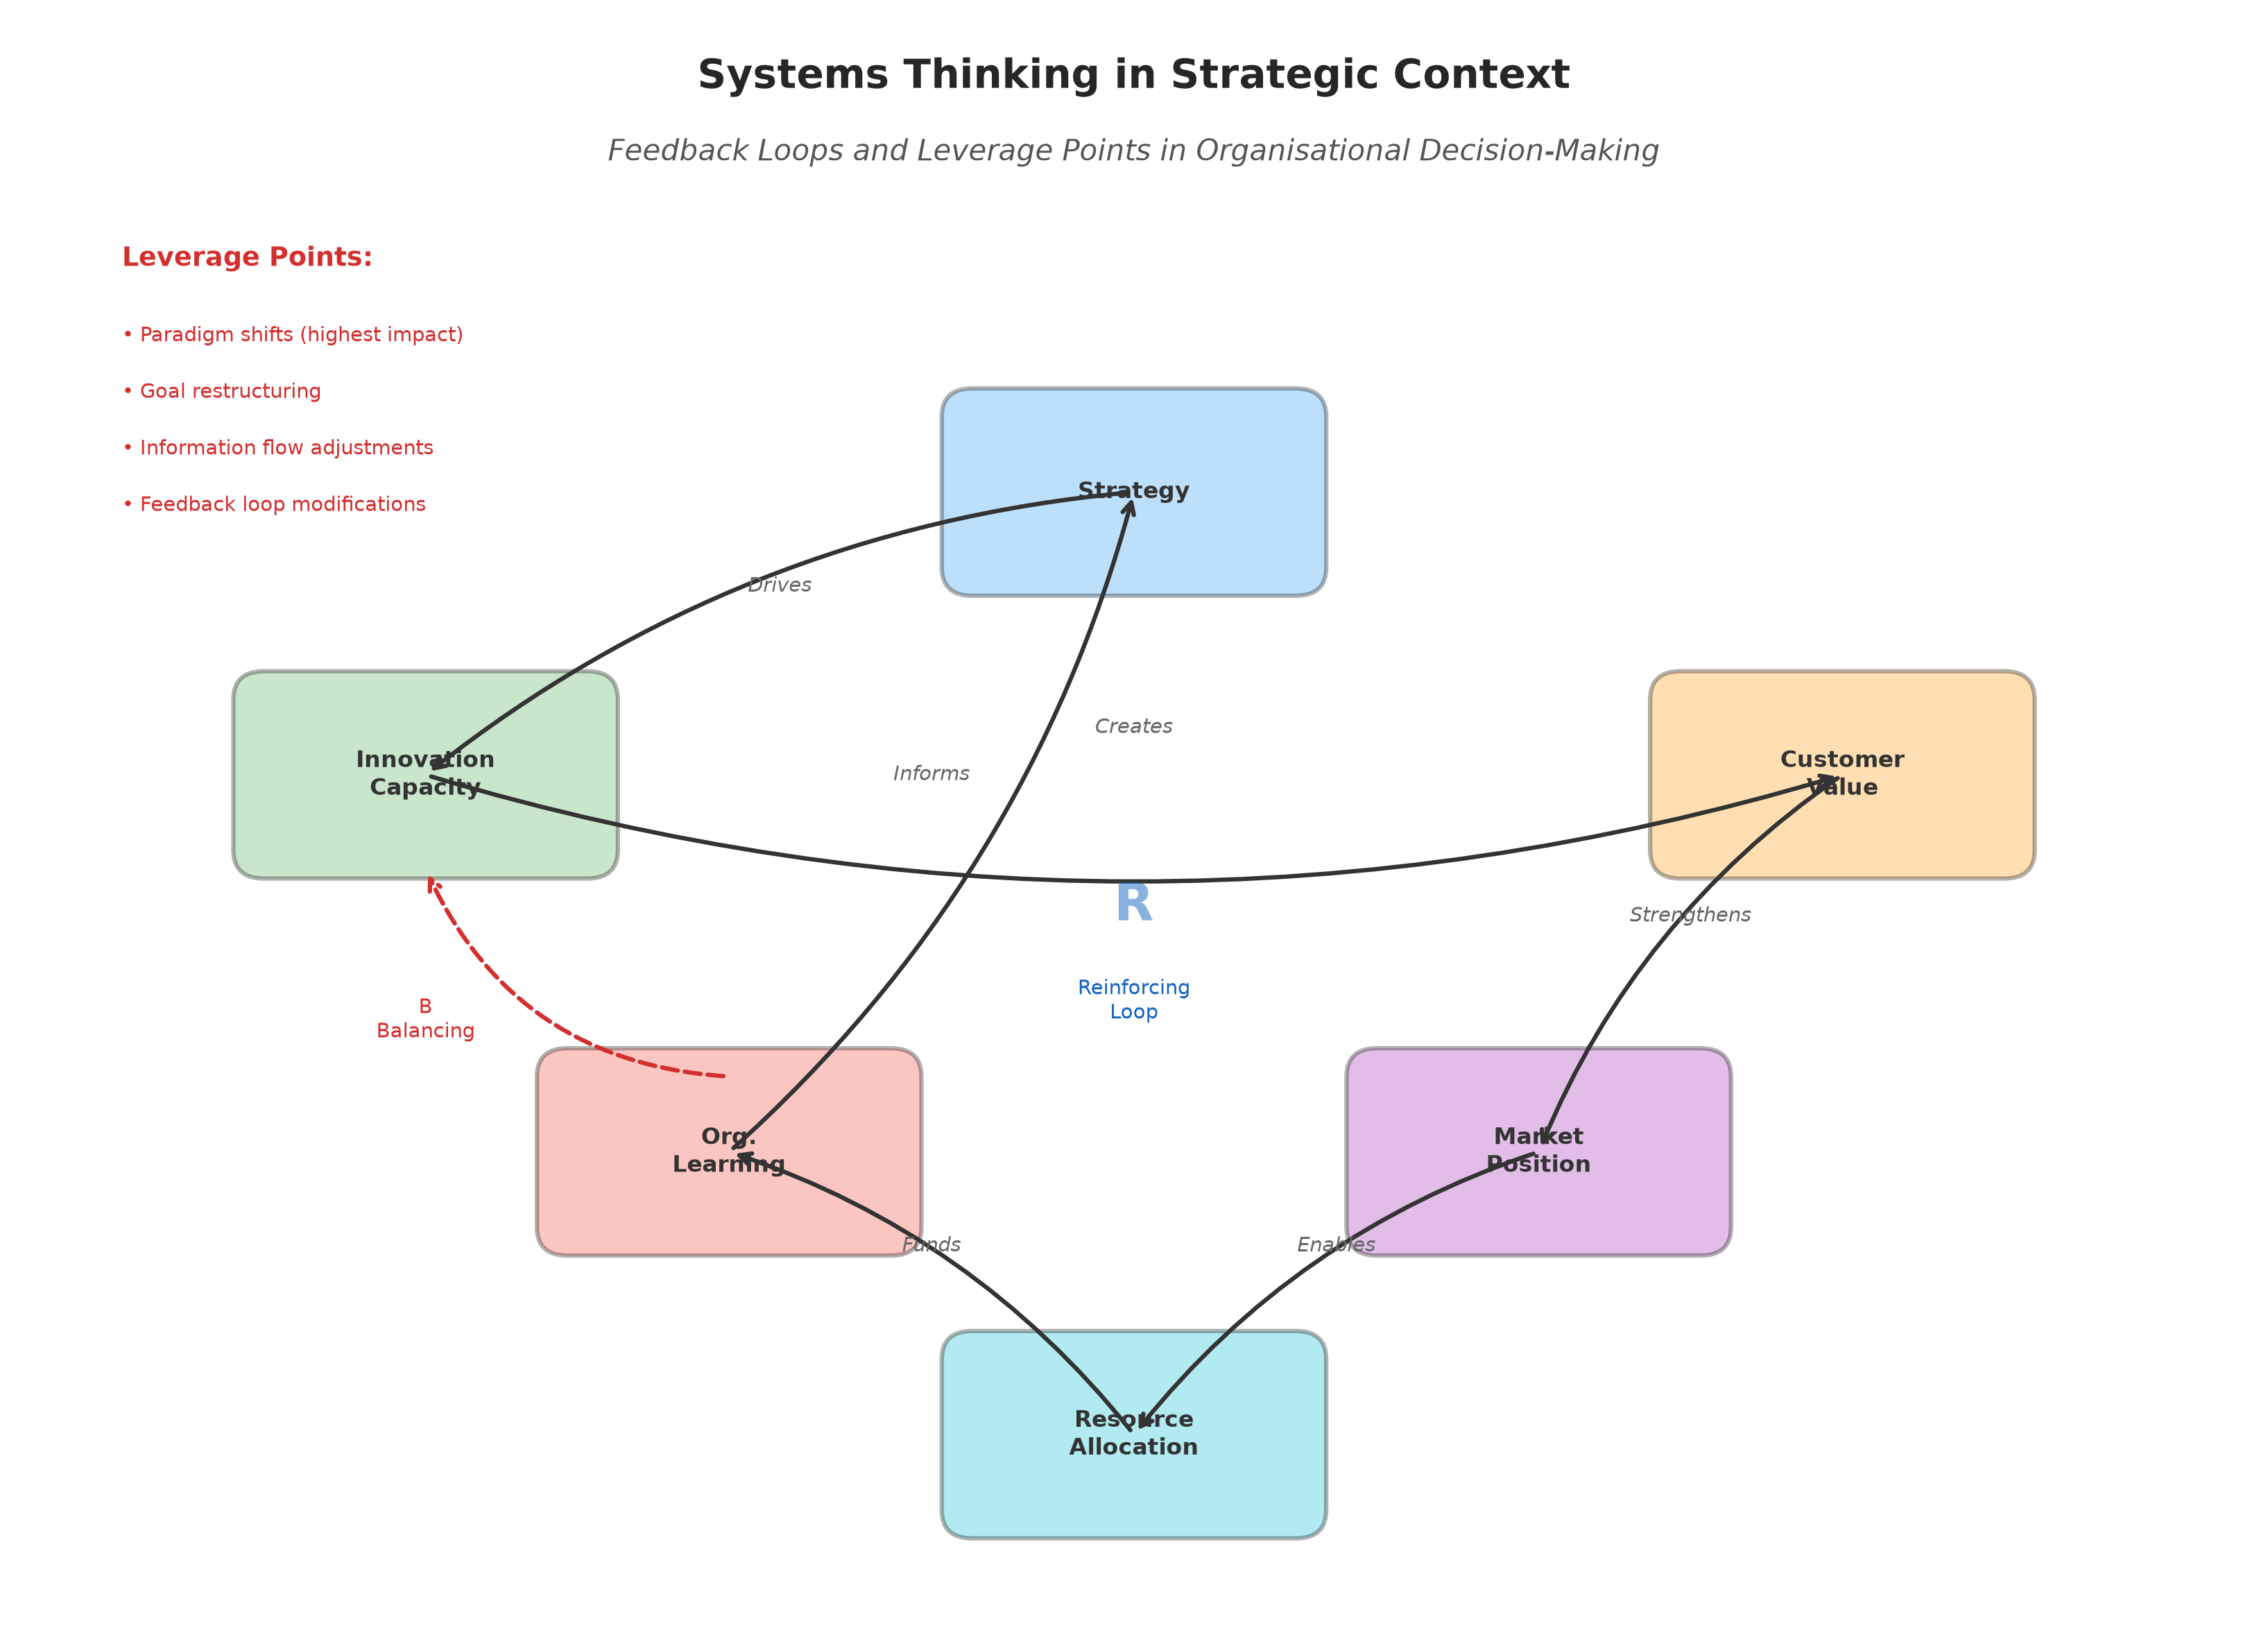 Systems Thinking in Strategic Context
Feedback Loops and Leverage Points in Organisational Decision-Making
Leverage Points:
• Paradigm shifts (highest impact)
• Goal restructuring
• Information flow adjustments
• Feedback loop modifications
Strategy
Drives
Creates
Informs
Innovation
Capacity
Customer
Value
R
Strengthens
Reinforcing
Loop
B
Balancing
Org.
Learning
Market
Position
Funds
Enables
Resource
Allocation